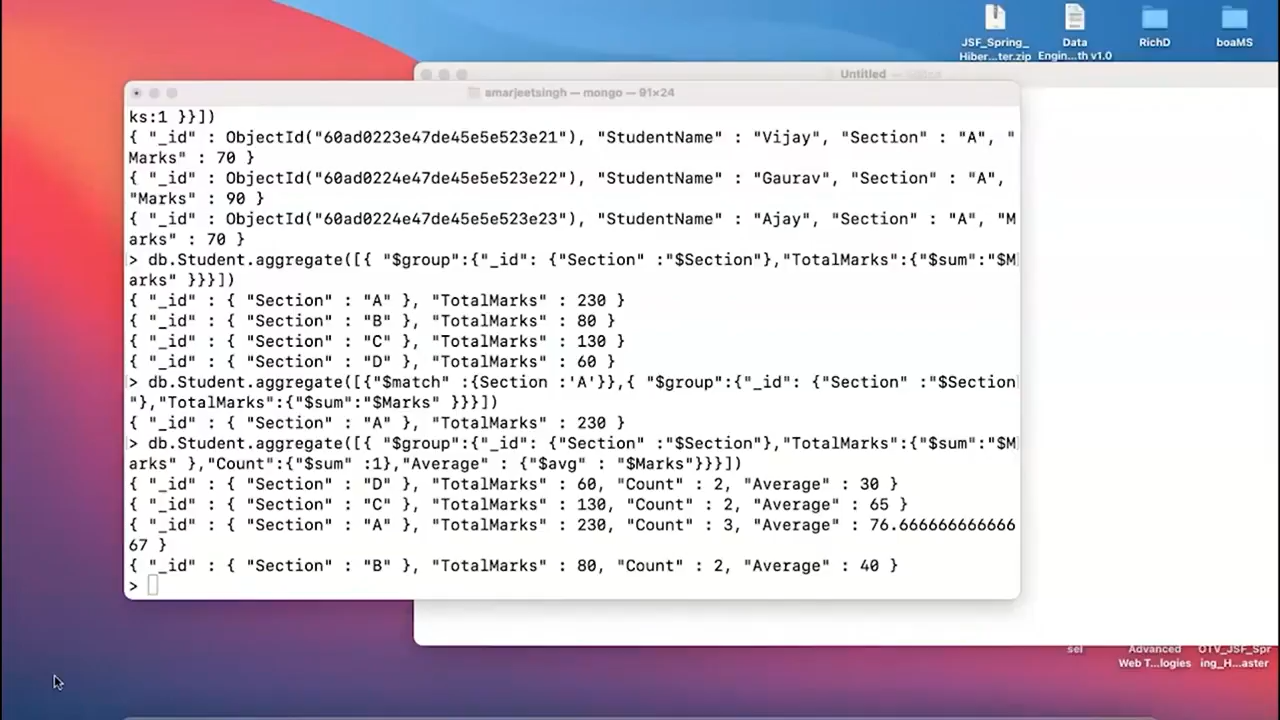 JSF_Spring_
Hiber...ter.zip
Data
Engin...th v1.0
RichD
boaMS
Untitled
amarjeetsingh — mongo — 91×24
ks:1 }}])
{ "_id" : ObjectId("60ad0223e47de45e5e523e21"), "StudentName" : "Vijay", "Section" : "A", "
Marks" : 70 }
{ "_id" : ObjectId("60ad0224e47de45e5e523e22"), "StudentName" : "Gaurav", "Section" : "A",
"Marks" : 90 }
{ "_id" : ObjectId("60ad0224e47de45e5e523e23"), "StudentName" : "Ajay", "Section" : "A", "M
arks" : 70 }
> db.Student.aggregate([{ "$group":{"_id": {"Section" :"$Section"},"TotalMarks":{"$sum":"$M
arks" }}}])
{ "_id" : { "Section" : "A" }, "TotalMarks" : 230 }
{ "_id" : { "Section" : "B" }, "TotalMarks" : 80 }
{ "_id" : { "Section" : "C" }, "TotalMarks" : 130 }
{ "_id" : { "Section" : "D" }, "TotalMarks" : 60 }
> db.Student.aggregate([{"$match" :{Section :'A'}},{ "$group":{"_id": {"Section" :"$Section
"},"TotalMarks":{"$sum":"$Marks" }}}])
{ "_id" : { "Section" : "A" }, "TotalMarks" : 230 }
> db.Student.aggregate([{ "$group":{"_id": {"Section" :"$Section"},"TotalMarks":{"$sum":"$M
arks" },"Count":{"$sum" :1},"Average" : {"$avg" : "$Marks"}}}])
{ "_id" : { "Section" : "D" }, "TotalMarks" : 60, "Count" : 2, "Average" : 30 }
{ "_id" : { "Section" : "C" }, "TotalMarks" : 130, "Count" : 2, "Average" : 65 }
{ "_id" : { "Section" : "A" }, "TotalMarks" : 230, "Count" : 3, "Average" : 76.666666666666
67 }
{ "_id" : { "Section" : "B" }, "TotalMarks" : 80, "Count" : 2, "Average" : 40 }
>
sel
Advanced
Web T...logies
OTV_JSF_Spr
ing_H...aster